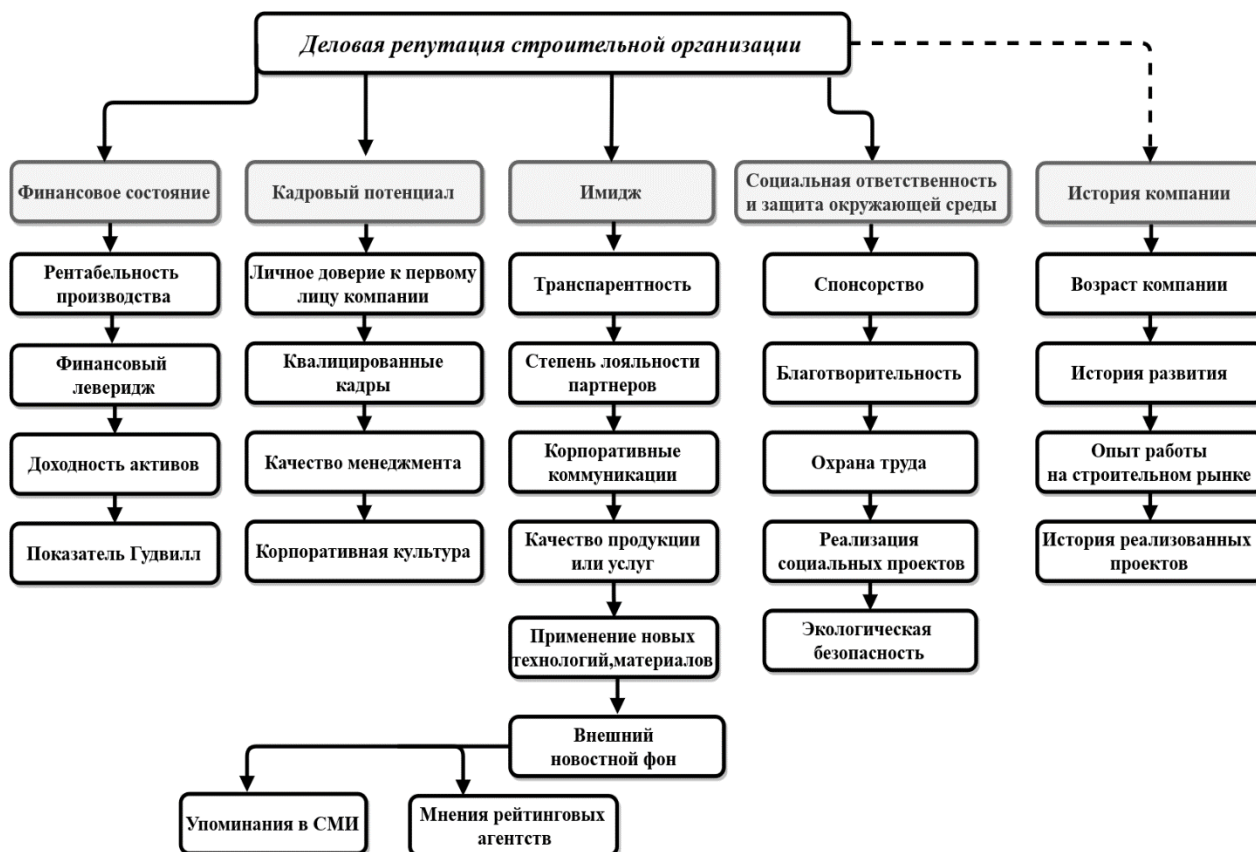 Деловая репутация строительной организации
Финансовое состояние
Кадровый потенциал
Имидж
Социальная ответственность
и защита окружающей среды
История компании
Рентабельность
производства
Личное доверие к первому
лицу компании
Транспарентность
Спонсорство
Возраст компании
Финансовый
леверидж
Квалицированные
кадры
Степень лояльности
партнеров
Благотворительность
История развития
Доходность активов
Качество менеджмента
Корпоративные
коммуникации
Охрана труда
Опыт работы
на строительном рынке
Показатель Гудвилл
Корпоративная культура
Качество продукции
или услуг
Реализация
социальных проектов
История реализованных
проектов
Применение новых
технологий,материалов
Экологическая
безопасность
Внешний
новостной фон
Упоминания в СМИ
Мнения рейтинговых
агентств